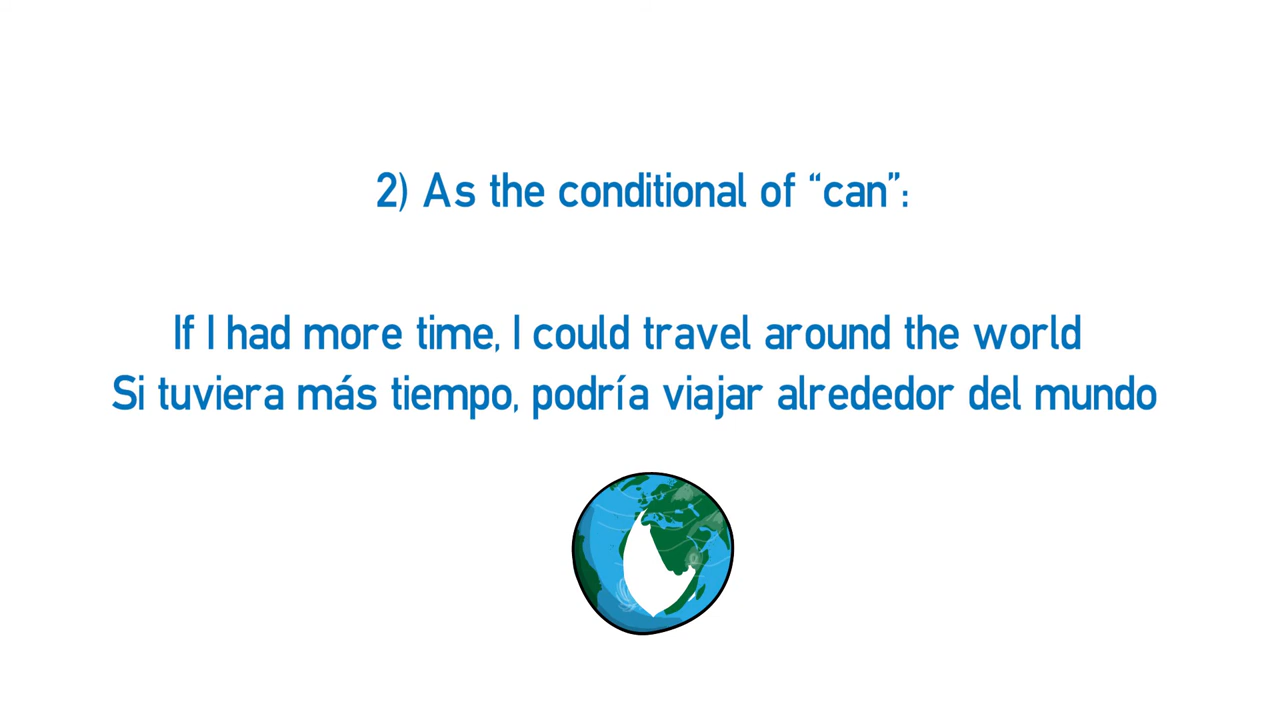 2) As the conditional of “can”:
If I had more time, I could travel around the world
Si tuviera más tiempo, podría viajar alrededor del mundo